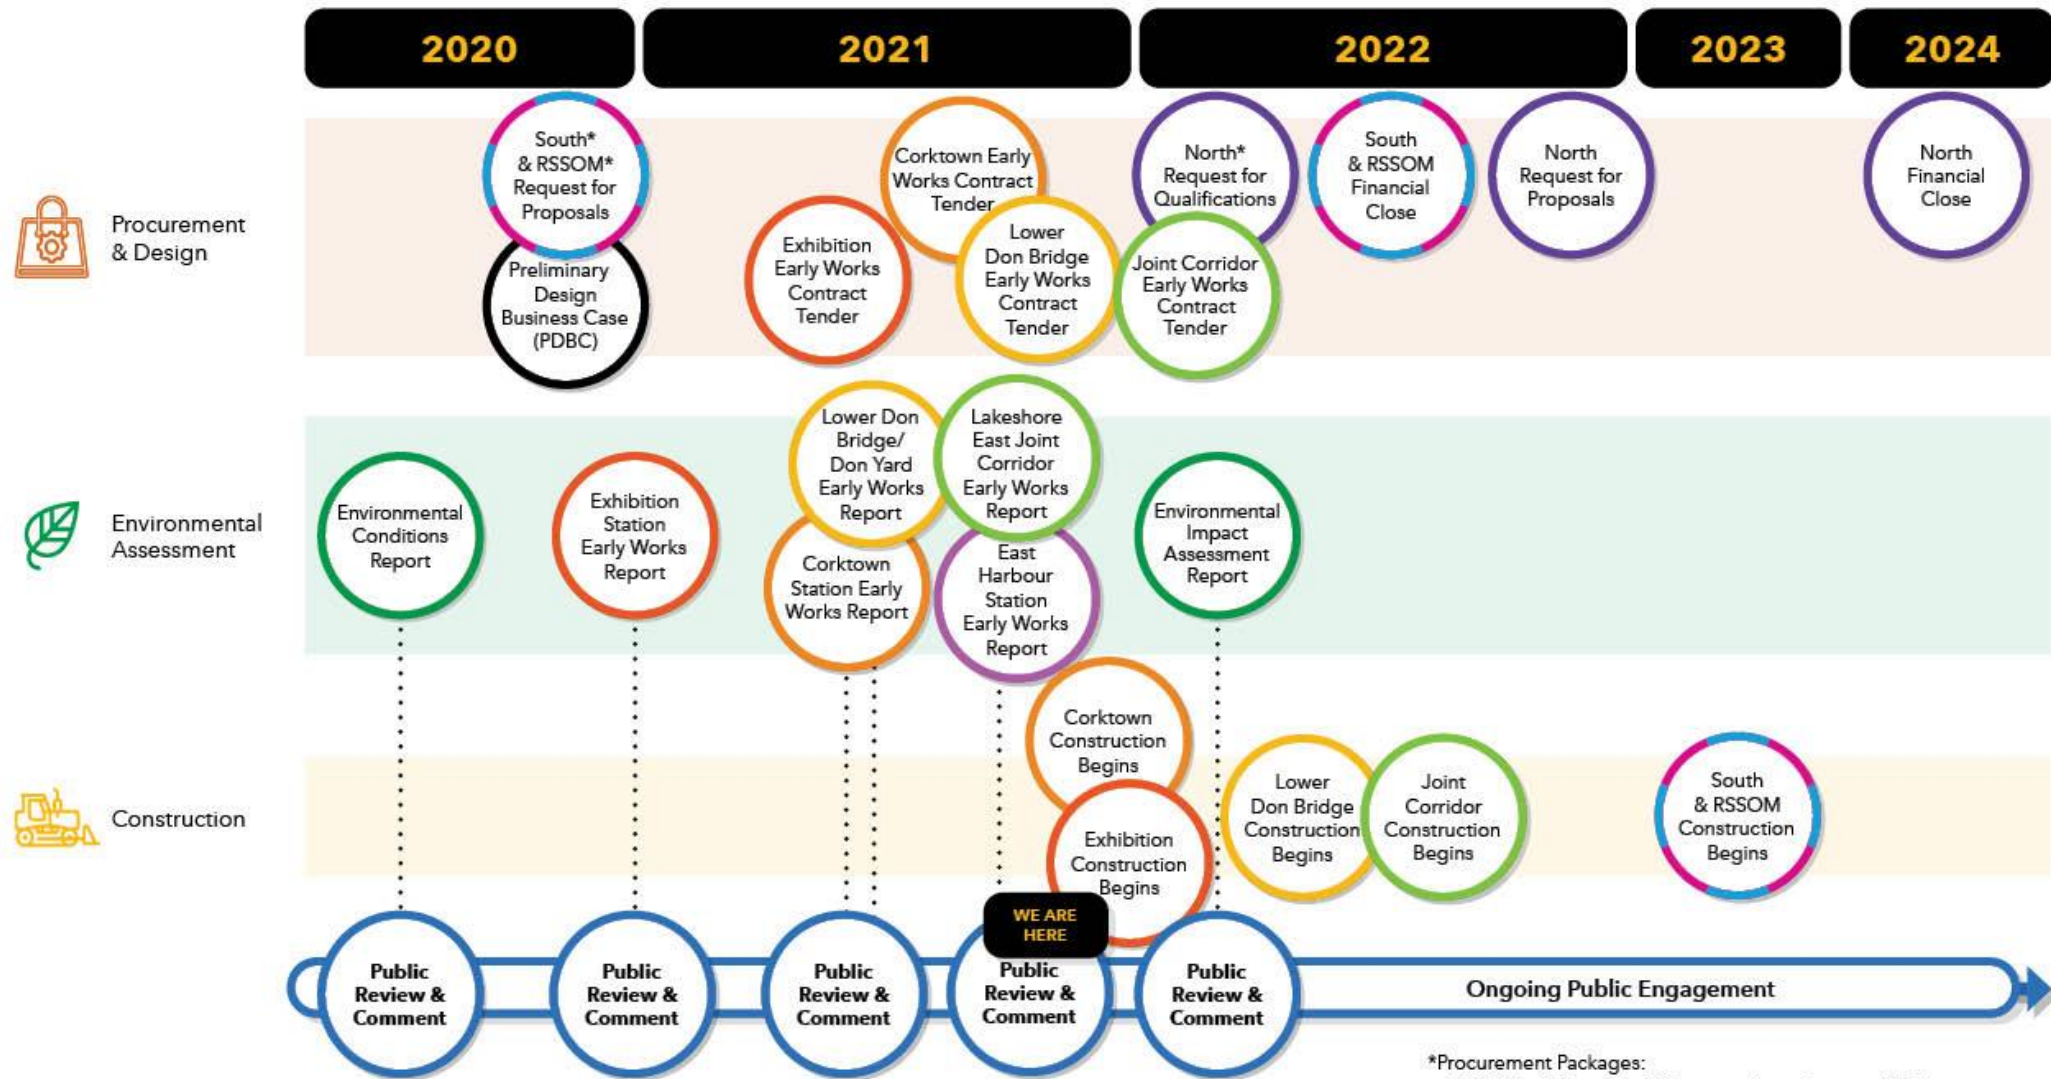 2020
2021
2022
2023
2024
Procurement
& Design
South*
& RSSOM*
Request for
Proposals
Preliminary
Design
Business Case
(PDBC)
Exhibition
Early Works
Contract
Tender
Corktown Early
Works Contract
Tender
Lower
Don Bridge
Early Works
Contract
Tender
North*
Request for
Qualifications
Joint Corridor
Early Works
Contract
Tender
South
& RSSOM
Financial
Close
North
Request for
Proposals
North
Financial
Close
Environmental
Assessment
Environmental
Conditions
Report
Exhibition
Station
Early Works
Report
Lower Don
Bridge/
Don Yard
Early Works
Report
Corktown
Station Early
Works Report
Lakeshore
East Joint
Corridor
Early Works
Report
East
Harbour
Station
Early Works
Report
Environmental
Impact
Assessment
Report
Construction
Corktown
Construction
Begins
Exhibition
Construction
Begins
Lower
Don Bridge
Construction
Begins
Joint
Corridor
Construction
Begins
South
& RSSOM
Construction
Begins
WE ARE
HERE
Public
Review &
Comment
Public
Review &
Comment
Public
Review &
Comment
Public
Review &
Comment
Public
Review &
Comment
Ongoing Public Engagement
*Procurement Packages: